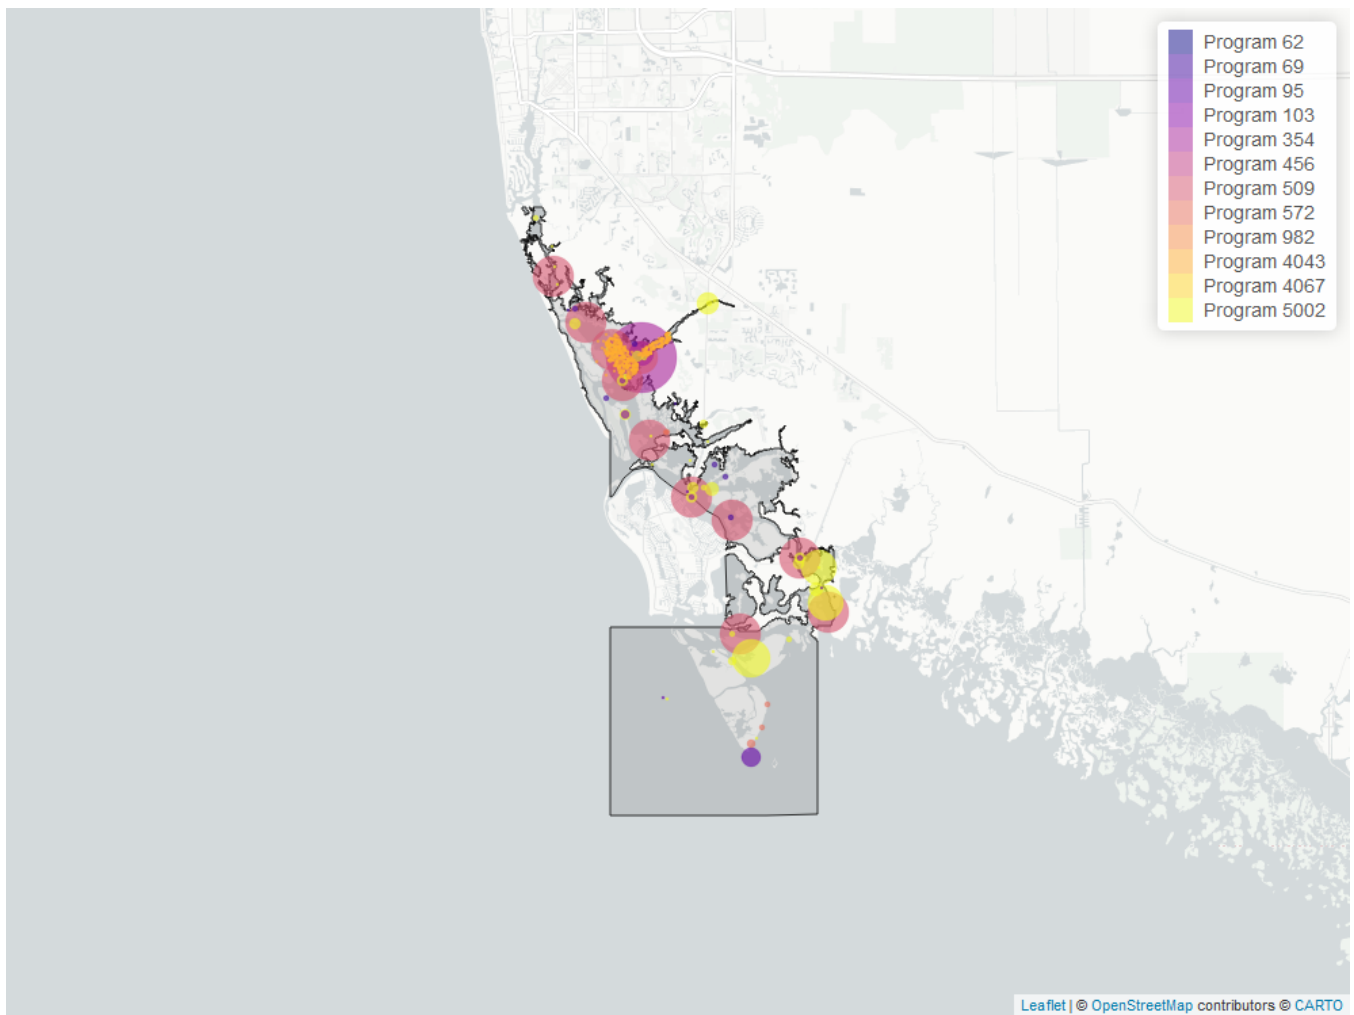 Program 62
Program 69
Program 95
Program 103
Program 354
Program 456
Program 509
Program 572
Program 982
Program 4043
Program 4067
Program 5002
Leaflet | © OpenStreetMap contributors © CARTO